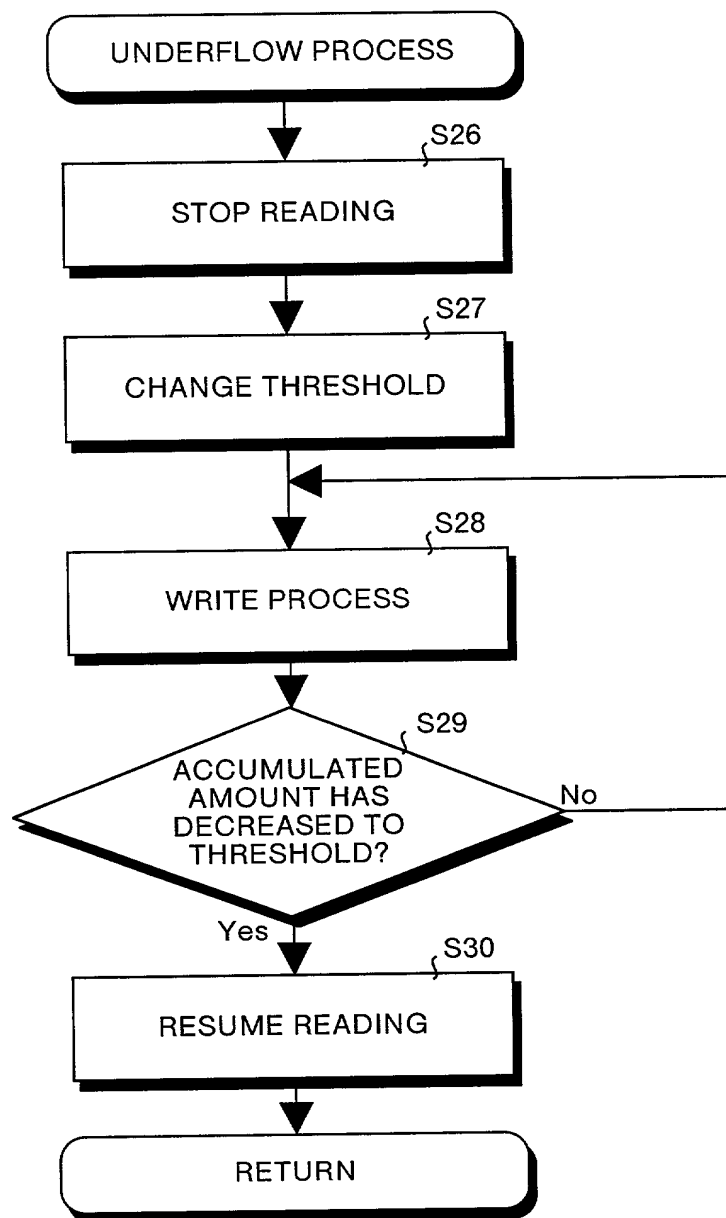 UNDERFLOW PROCESS
S26
STOP READING
S27
CHANGE THRESHOLD
S28
WRITE PROCESS
S29
ACCUMULATED
AMOUNT HAS
DECREASED TO
THRESHOLD?
No
Yes
S30
RESUME READING
RETURN